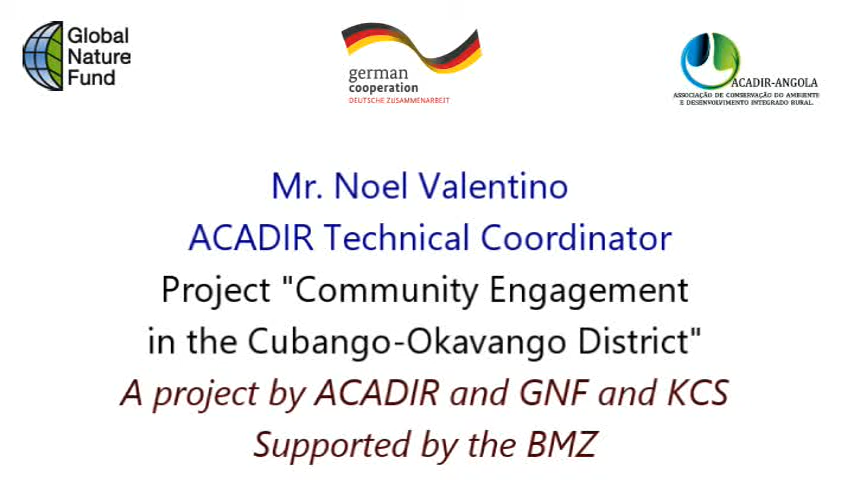 Global
Nature
Fund
german
cooperation
DEUTSCHE ZUSAMMENARBEIT
ACADIR-ANGOLA
ASSOCIAÇÃO DE CONSERVAÇÃO DO AMBIENTE
E DESENVOLVIMENTO INTEGRADO RURAL.
Mr. Noel Valentino
ACADIR Technical Coordinator
Project "Community Engagement
in the Cubango-Okavango District"
A project by ACADIR and GNF and KCS
Supported by the BMZ